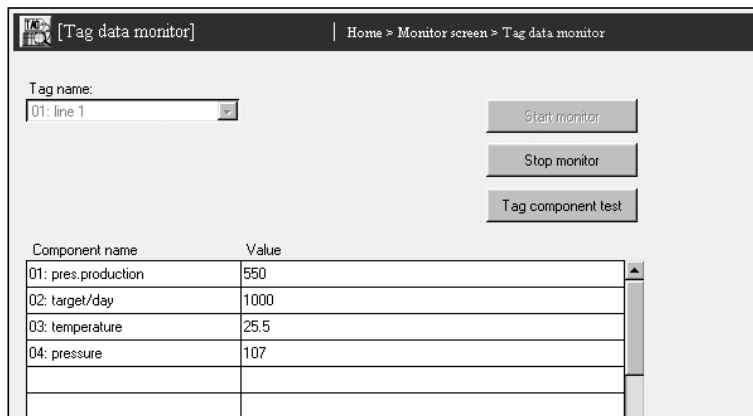 TAG
[Tag data monitor]
Home > Monitor screen > Tag data monitor
Tag name:
01: line 1
Start monitor
Stop monitor
Tag component test
Component name Value
01: pres.production 550
02: target/day 1000
03: temperature 25.5
04: pressure 107